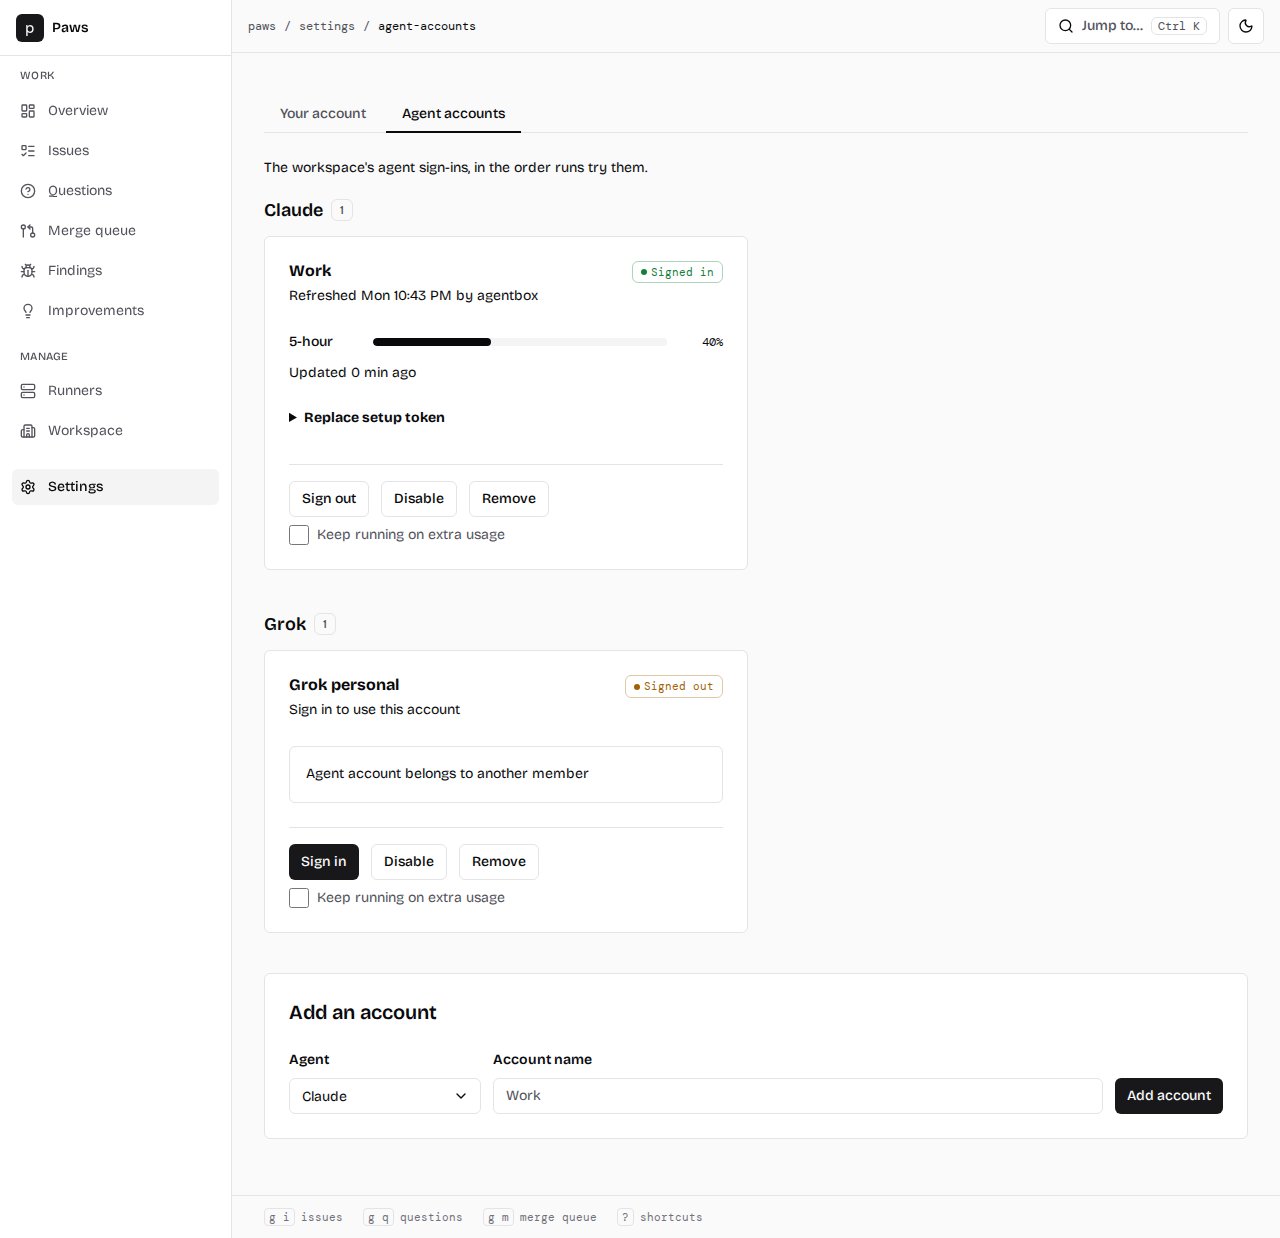 p Paws
paws / settings / agent-accounts
Jump to... Ctrl K
WORK
Overview
Issues
Questions
Merge queue
Findings
Improvements
MANAGE
Runners
Workspace
Settings
Your account
Agent accounts
The workspace's agent sign-ins, in the order runs try them.
Claude 1
Work
Signed in
Refreshed Mon 10:43 PM by agentbox
5-hour 40%
Updated 0 min ago
Replace setup token
Sign out Disable Remove
Keep running on extra usage
Grok 1
Grok personal
Signed out
Sign in to use this account
Agent account belongs to another member
Sign in Disable Remove
Keep running on extra usage
Add an account
Agent Account name
Claude Work Add account
g i issues g q questions g m merge queue ? shortcuts